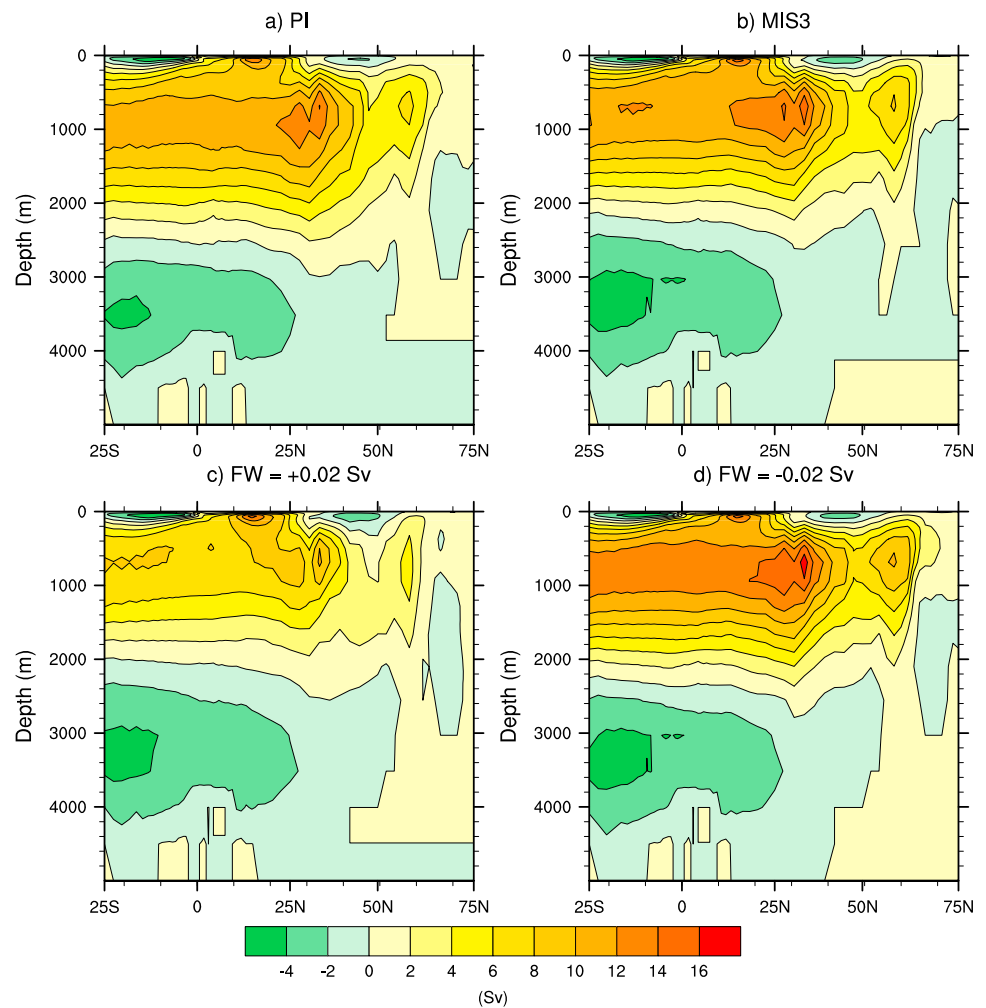 a) PI
b) MIS3
Depth (m)
0
1000
2000
3000
4000
25S
0
25N
50N
75N
Depth (m)
0
1000
2000
3000
4000
25S
0
25N
50N
75N
c) FW = +0.02 Sv
d) FW = -0.02 Sv
Depth (m)
0
1000
2000
3000
4000
25S
0
25N
50N
75N
Depth (m)
0
1000
2000
3000
4000
25S
0
25N
50N
75N
-4 -2 0 2 4 6 8 10 12 14 16
(Sv)